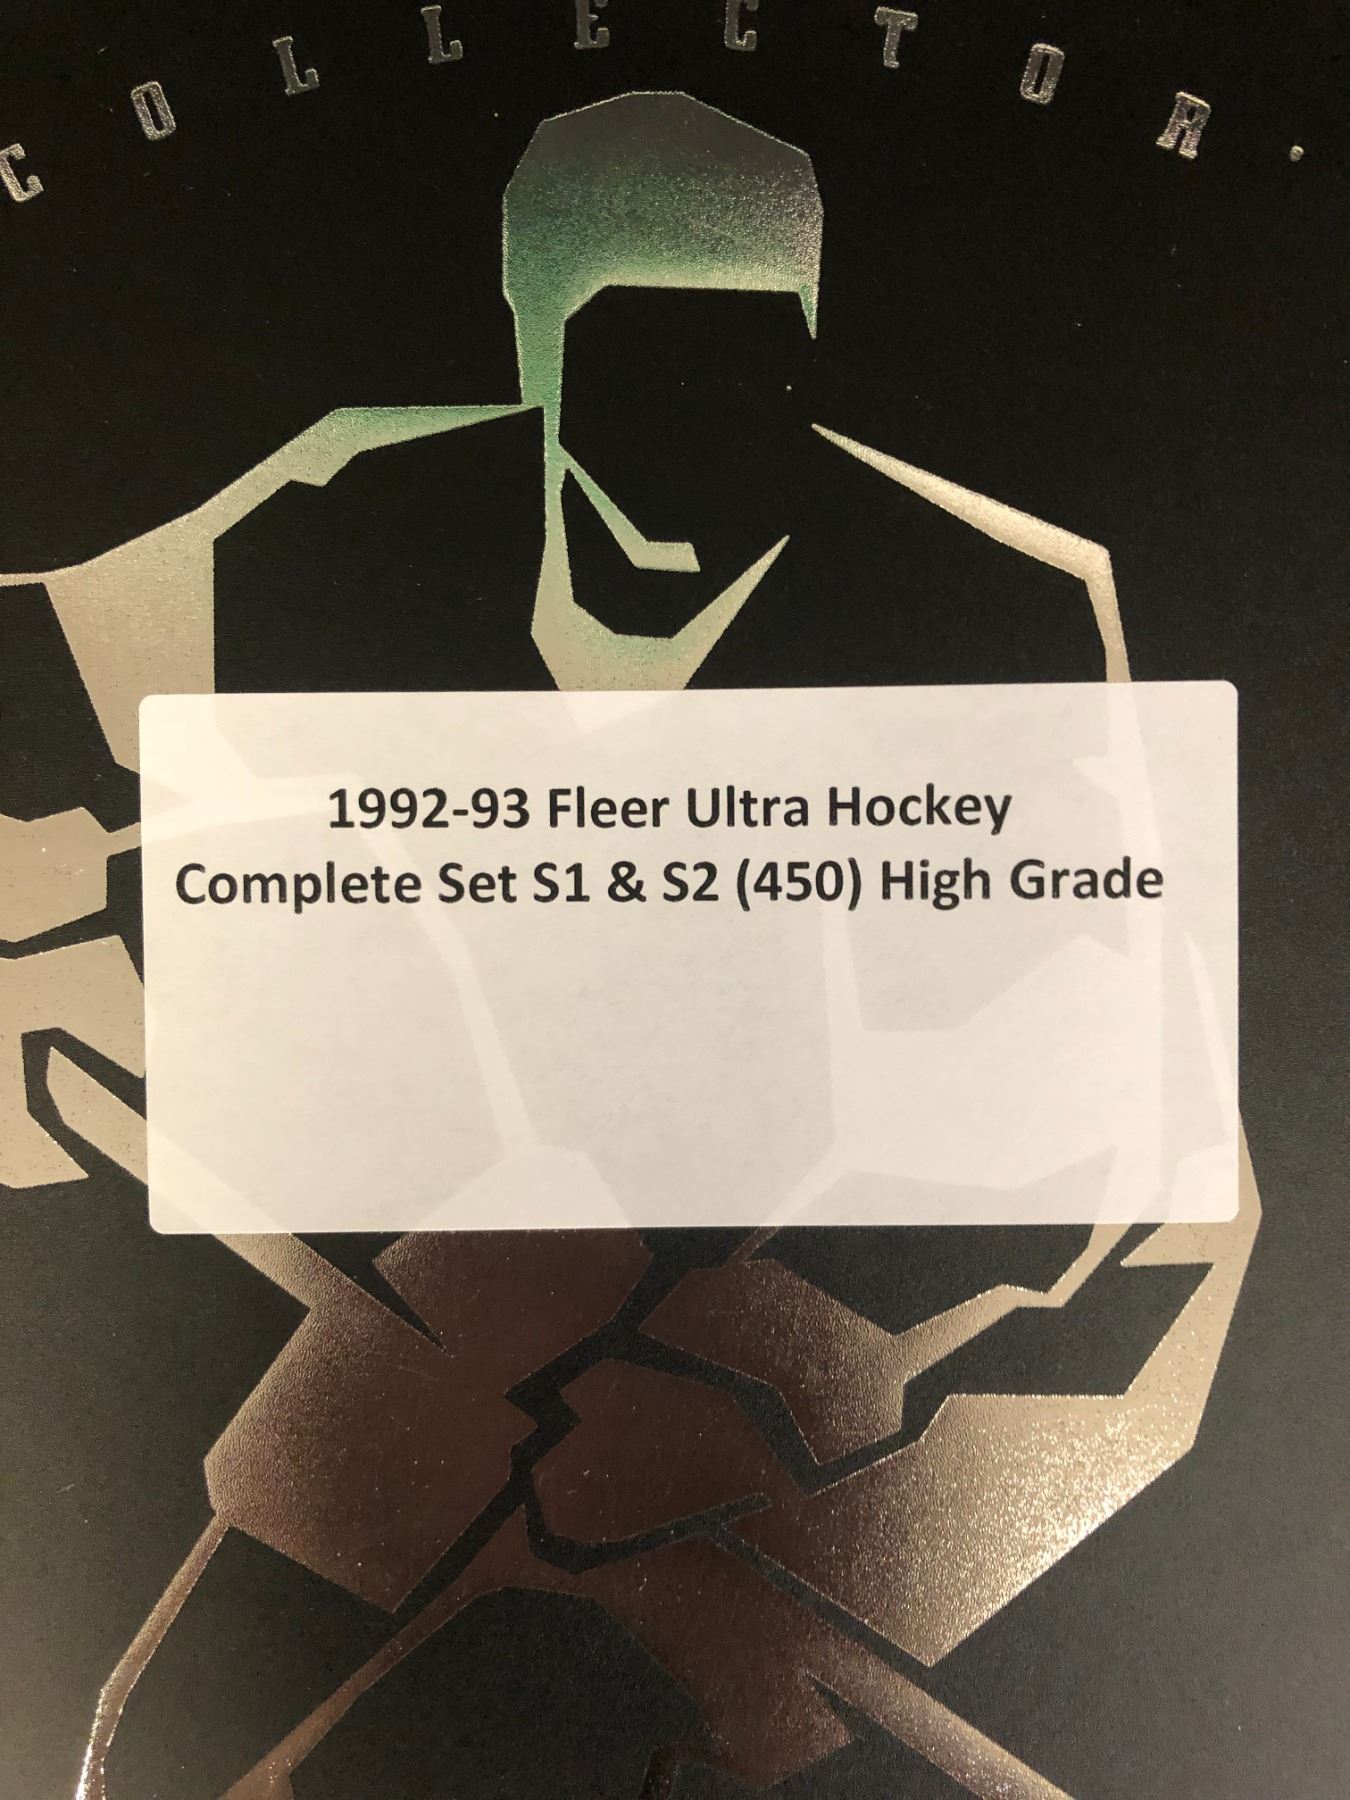 COLLECTOR.
1992-93 Fleer Ultra Hockey
Complete Set S1 & S2 (450) High Grade